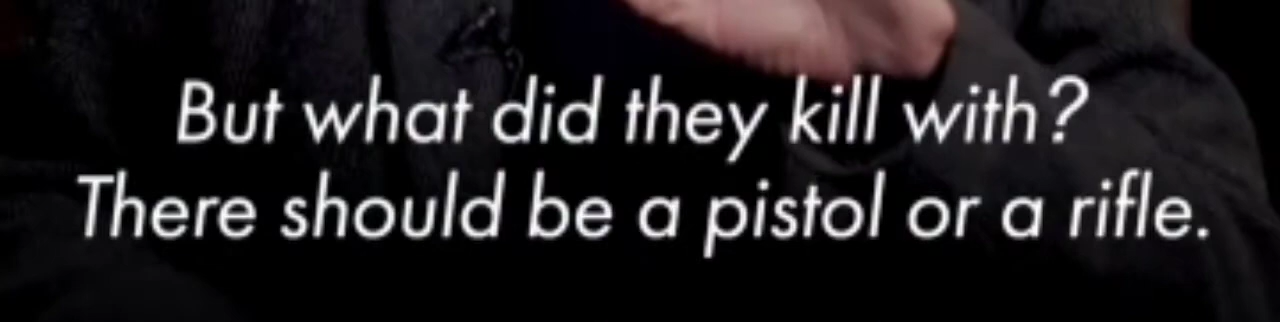 But what did they kill with?
There should be a pistol or a rifle.